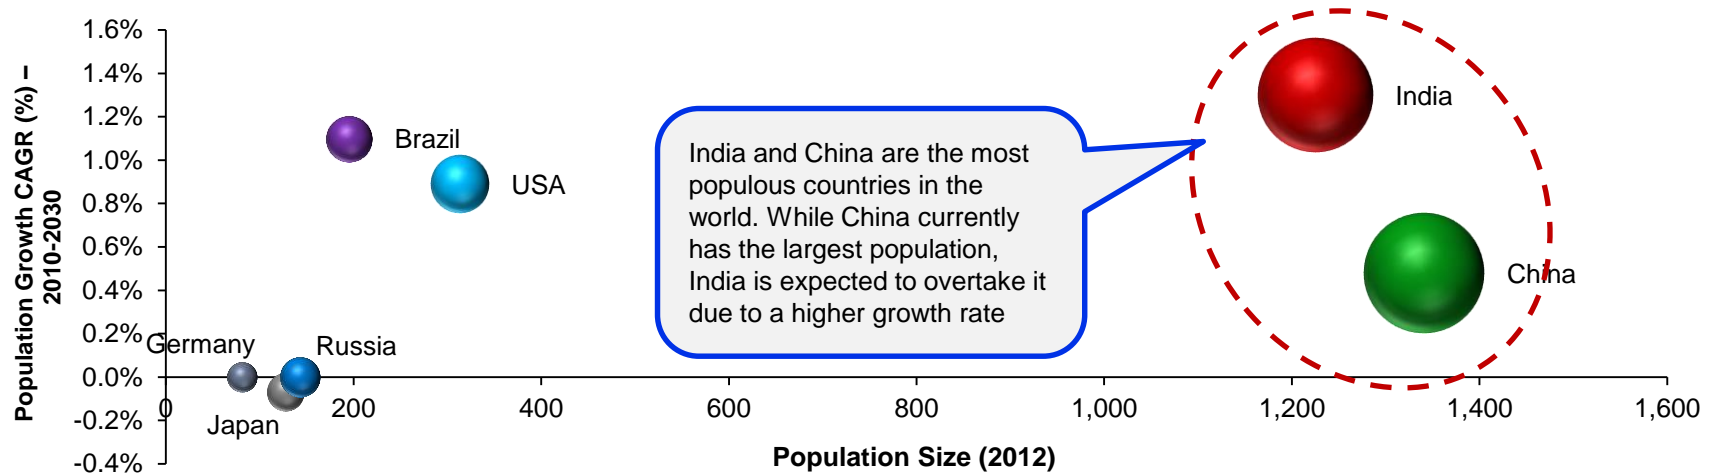 Population Growth CAGR (%) –
2010-2030
1.6%
1.4%
1.2%
1.0%
0.8%
0.6%
0.4%
0.2%
0.0%
-0.2%
-0.4%
India
Brazil
USA
India and China are the most
populous countries in the
world. While China currently
has the largest population,
India is expected to overtake it
due to a higher growth rate
China
Germany
Russia
Japan
0
200
400
600
800
1,000
1,200
1,400
1,600
Population Size (2012)